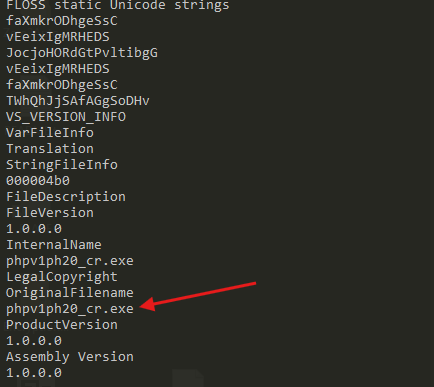 FLOSS static Unicode strings
faXmkrODhgeSsC
vEeixIgMRHEDS
JocjoHORdGtPvltibgG
vEeixIgMRHEDS
faXmkrODhgeSsC
TWhQhJjSAfAGgSoDHv
VS_VERSION_INFO
VarFileInfo
Translation
StringFileInfo
000004b0
FileDescription
FileVersion
1.0.0.0
InternalName
phpv1ph20_cr.exe
LegalCopyright
OriginalFilename
phpv1ph20_cr.exe
ProductVersion
1.0.0.0
Assembly Version
1.0.0.0